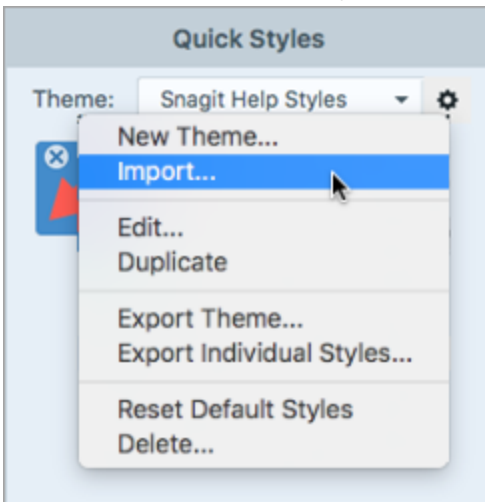 Quick Styles
Theme: Snagit Help Styles
New Theme...
Import...
Edit...
Duplicate
Export Theme...
Export Individual Styles...
Reset Default Styles
Delete...